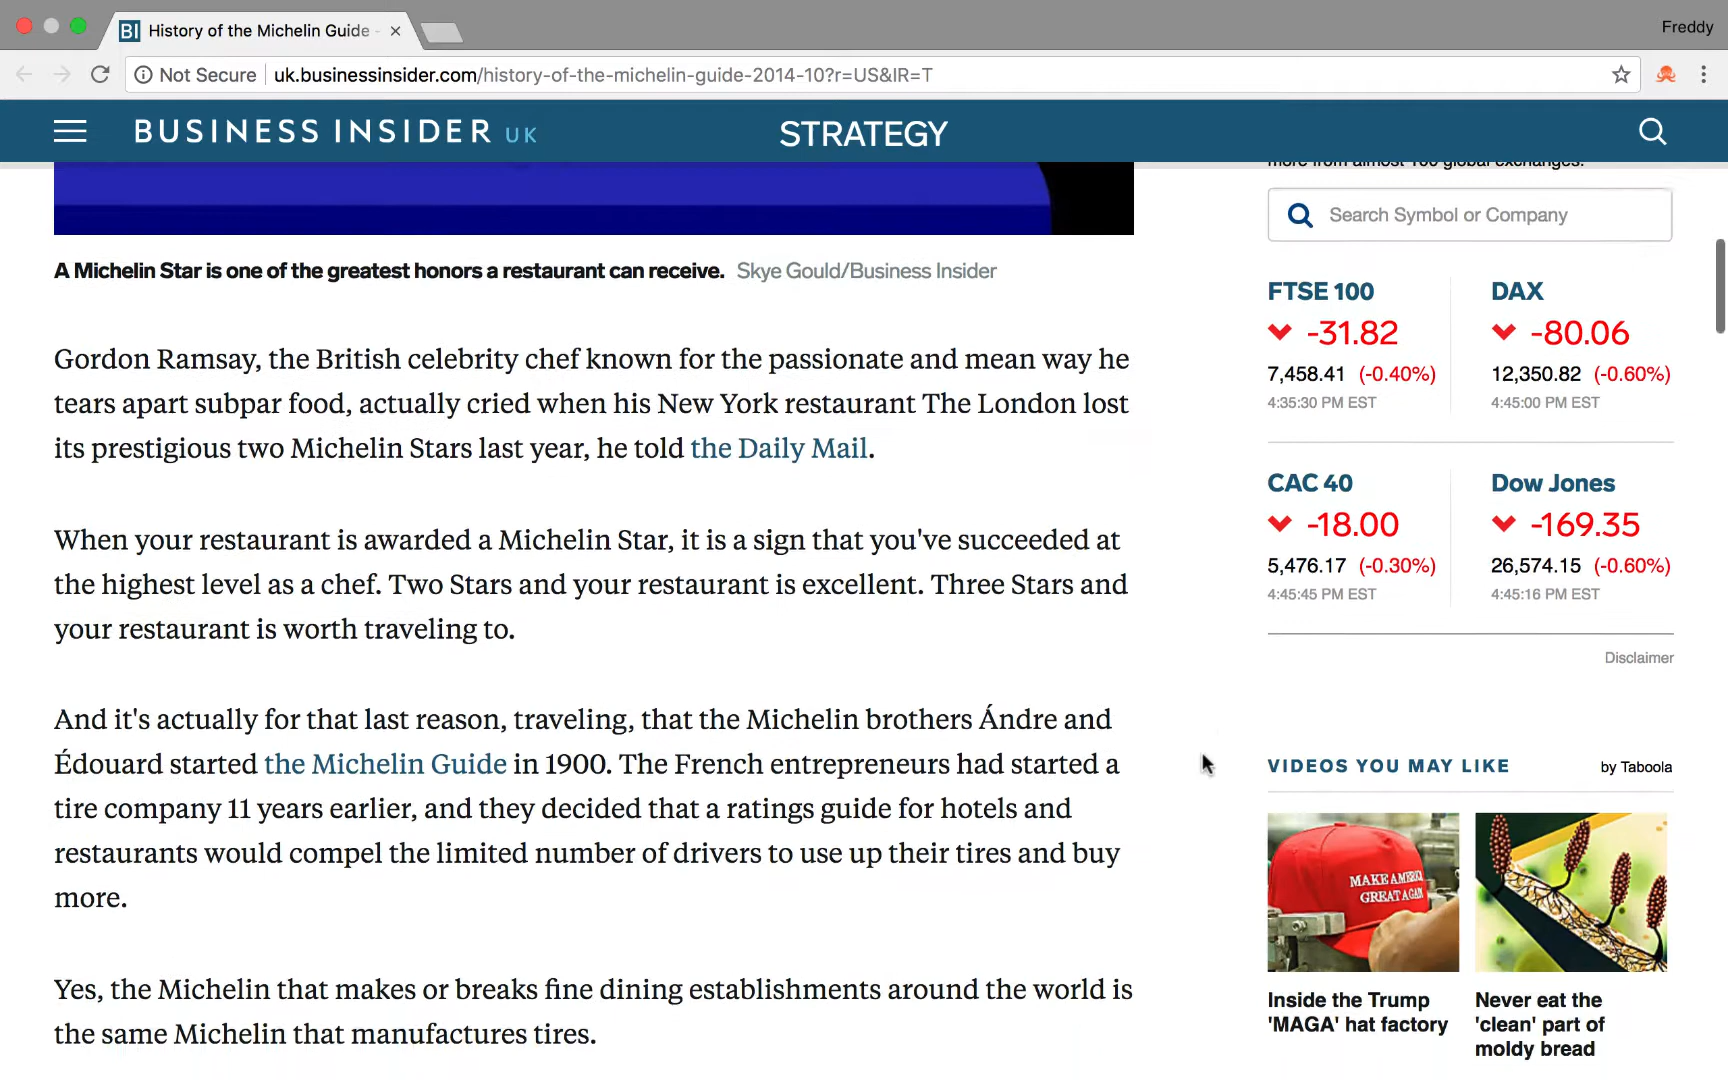 Freddy
BI History of the Michelin Guide -
Not Secure uk.businessinsider.com/history-of-the-michelin-guide-2014-10?r=US&IR=T
BUSINESS INSIDER UK
STRATEGY
A Michelin Star is one of the greatest honors a restaurant can receive. Skye Gould/Business Insider
Gordon Ramsay, the British celebrity chef known for the passionate and mean way he
tears apart subpar food, actually cried when his New York restaurant The London lost
its prestigious two Michelin Stars last year, he told the Daily Mail.
When your restaurant is awarded a Michelin Star, it is a sign that you've succeeded at
the highest level as a chef. Two Stars and your restaurant is excellent. Three Stars and
your restaurant is worth traveling to.
And it's actually for that last reason, traveling, that the Michelin brothers Ándre and
Édouard started the Michelin Guide in 1900. The French entrepreneurs had started a
tire company 11 years earlier, and they decided that a ratings guide for hotels and
restaurants would compel the limited number of drivers to use up their tires and buy
more.
Yes, the Michelin that makes or breaks fine dining establishments around the world is
the same Michelin that manufactures tires.
more from almost 100 global exchanges.
Search Symbol or Company
FTSE 100
-31.82
7,458.41 (-0.40%)
4:35:30 PM EST
DAX
-80.06
12,350.82 (-0.60%)
4:45:00 PM EST
CAC 40
-18.00
5,476.17 (-0.30%)
4:45:45 PM EST
Dow Jones
-169.35
26,574.15 (-0.60%)
4:45:16 PM EST
Disclaimer
VIDEOS YOU MAY LIKE
by Taboola
MAKE AMERICA
GREAT AGAIN
Inside the Trump
'MAGA' hat factory
Never eat the
'clean' part of
moldy bread